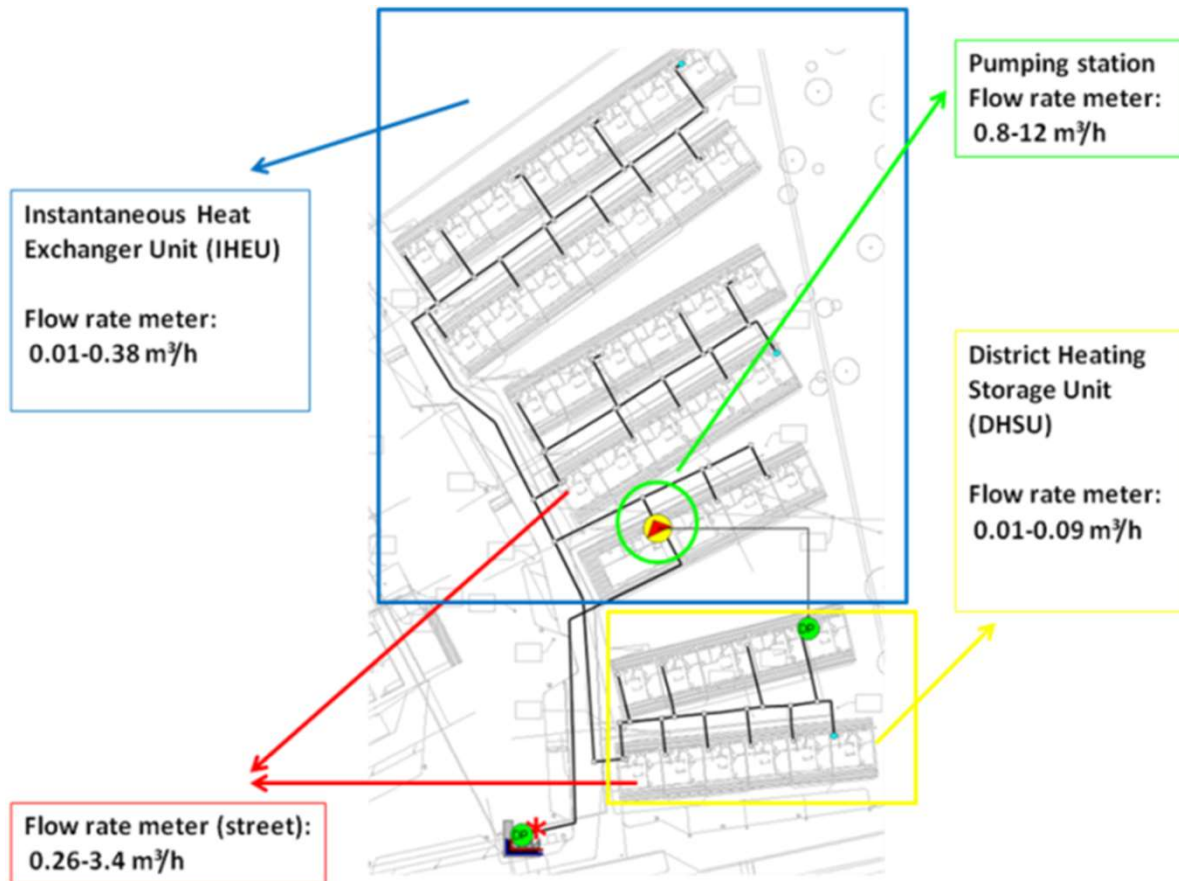 Pumping station
Flow rate meter:
0.8-12 m³/h
Instantaneous Heat
Exchanger Unit (IHEU)
Flow rate meter:
0.01-0.38 m³/h
District Heating
Storage Unit
(DHSU)
Flow rate meter:
0.01-0.09 m³/h
DP
Flow rate meter (street):
0.26-3.4 m³/h
DP